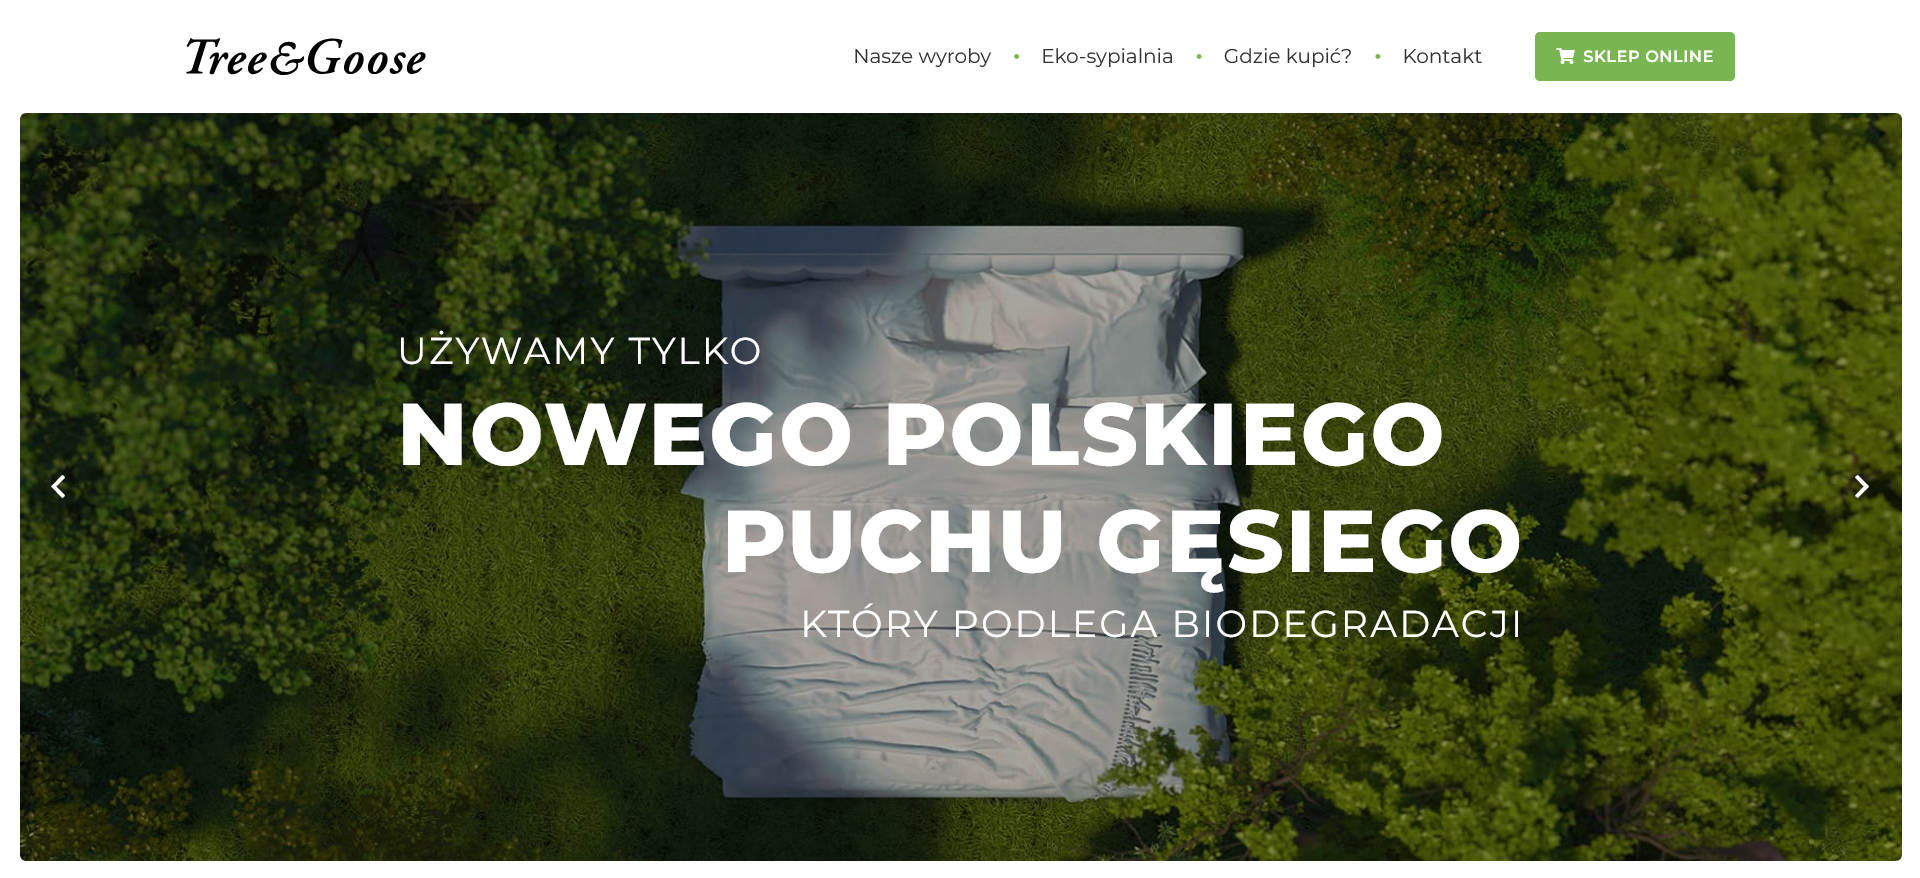 Tree&Goose
Nasze wyroby • Eko-sypialnia • Gdzie kupić? • Kontakt
SKLEP ONLINE
UŻYWAMY TYLKO
NOWEGO POLSKIEGO
PUCHU GĘSIEGO
KTÓRY PODLEGA BIODEGRADACJI